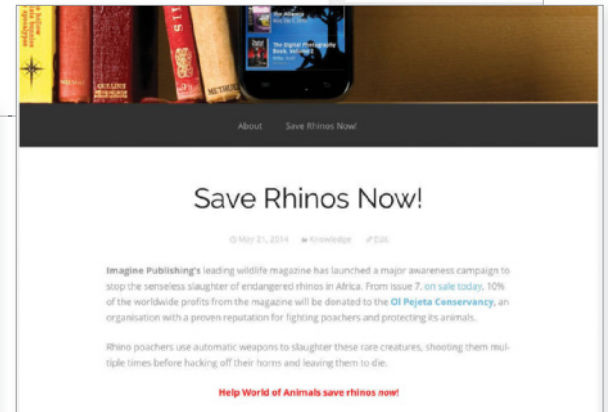 The Digital Photography
Book, Volume 2
COLLINS
About Save Rhinos Now!
Save Rhinos Now!
May 21, 2014 Knowledge Edit
Imagine Publishing's leading wildlife magazine has launched a major awareness campaign to
stop the senseless slaughter of endangered rhinos in Africa. From issue 7, on sale today, 10%
of the worldwide profits from the magazine will be donated to the Ol Pejeta Conservancy, an
organisation with a proven reputation for fighting poachers and protecting its animals.
Rhino poachers use automatic weapons to slaughter these rare creatures, shooting them mul-
tiple times before hacking off their horns and leaving them to die.
Help World of Animals save rhinos now!